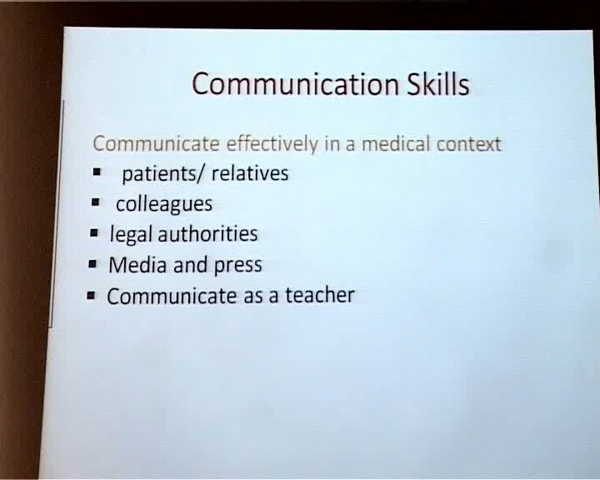 Communication Skills
Communicate effectively in a medical context
▪ patients/ relatives
▪ colleagues
▪ legal authorities
▪ Media and press
▪ Communicate as a teacher